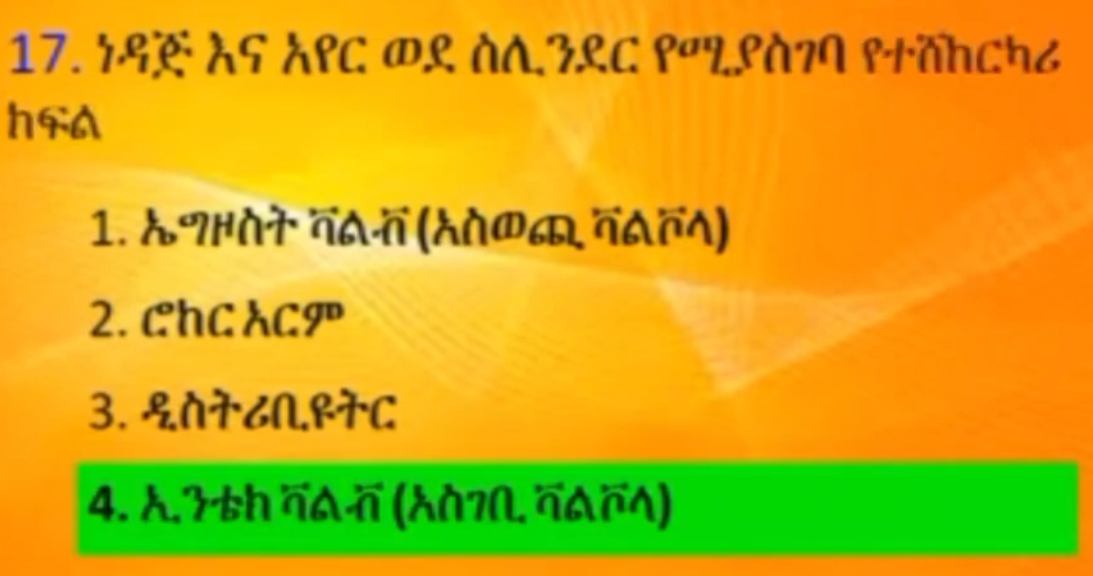 17. ነዳጅ እና አየር ወደ ስሊንደር የሚያስገባ የተሽከርካሪ
ክፍል
1. ኤግዞስት ቫልቭ (አስወጪ ቫልቮላ)
2. ሮከር አርም
3. ዲስትሪቢዩትር
4. ኢንቴክ ቫልቭ (አስገቢ ቫልቮላ)